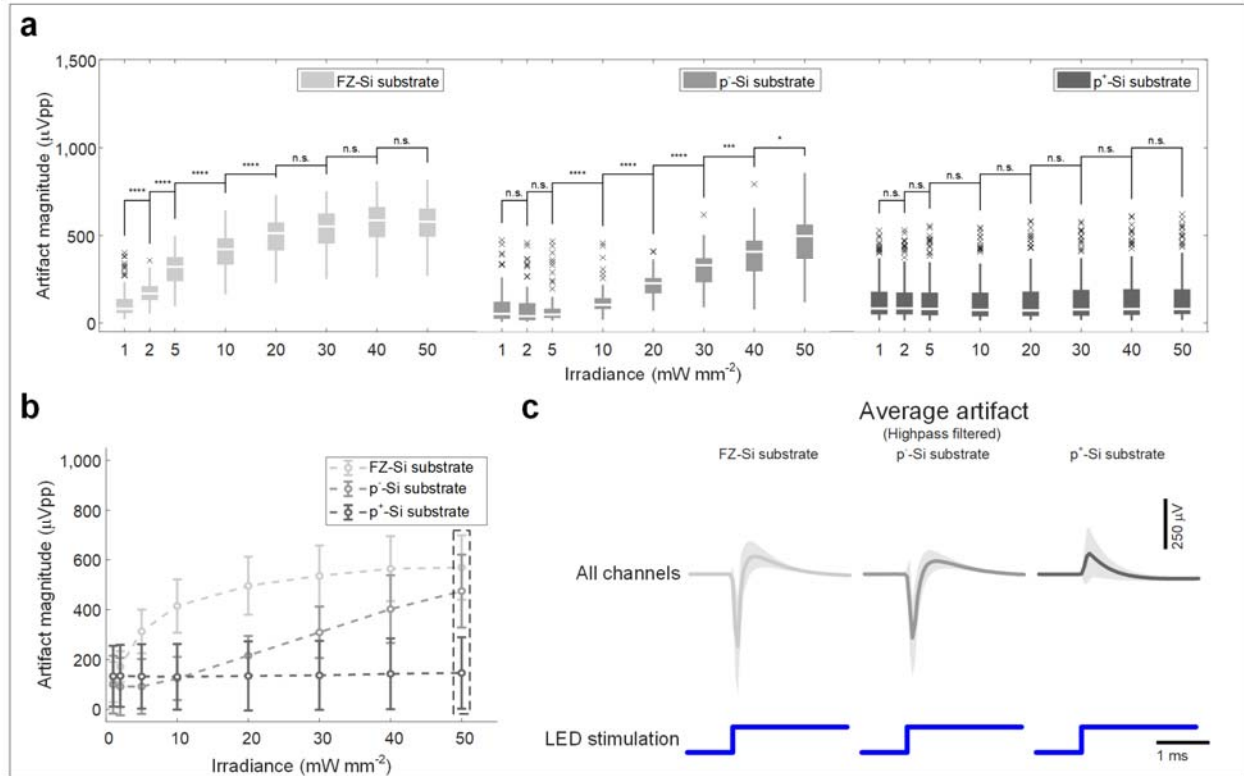 a
1,500
1,000
500
0
Artifact magnitude (µVpp)
FZ-Si substrate
p⁻-Si substrate
p⁺-Si substrate
**** **** **** **** n.s. n.s. n.s.
n.s. n.s. **** **** **** *** *
n.s. n.s. n.s. n.s. n.s. n.s. n.s.
1 2 5 10 20 30 40 50
1 2 5 10 20 30 40 50
1 2 5 10 20 30 40 50
Irradiance (mW mm⁻²)
b
1,000
800
600
400
200
0
Artifact magnitude (µVpp)
FZ-Si substrate
p⁻-Si substrate
p⁺-Si substrate
0 10 20 30 40 50
Irradiance (mW mm⁻²)
c
Average artifact
(Highpass filtered)
FZ-Si substrate
p⁻-Si substrate
p⁺-Si substrate
250 µV
All channels
LED stimulation
1 ms